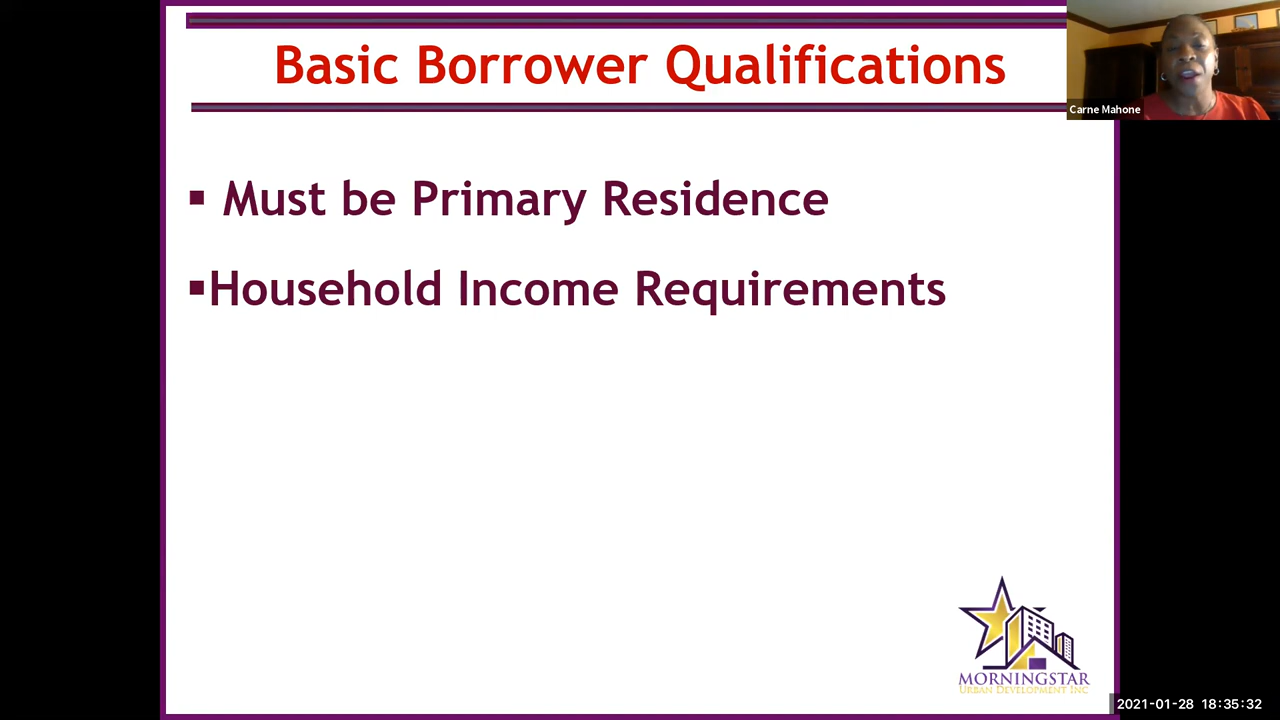 Basic Borrower Qualifications
Carne Mahone
▪ Must be Primary Residence
▪Household Income Requirements
MORNINGSTAR
URBAN DEVELOPMENT INC
2021-01-28 18:35:32